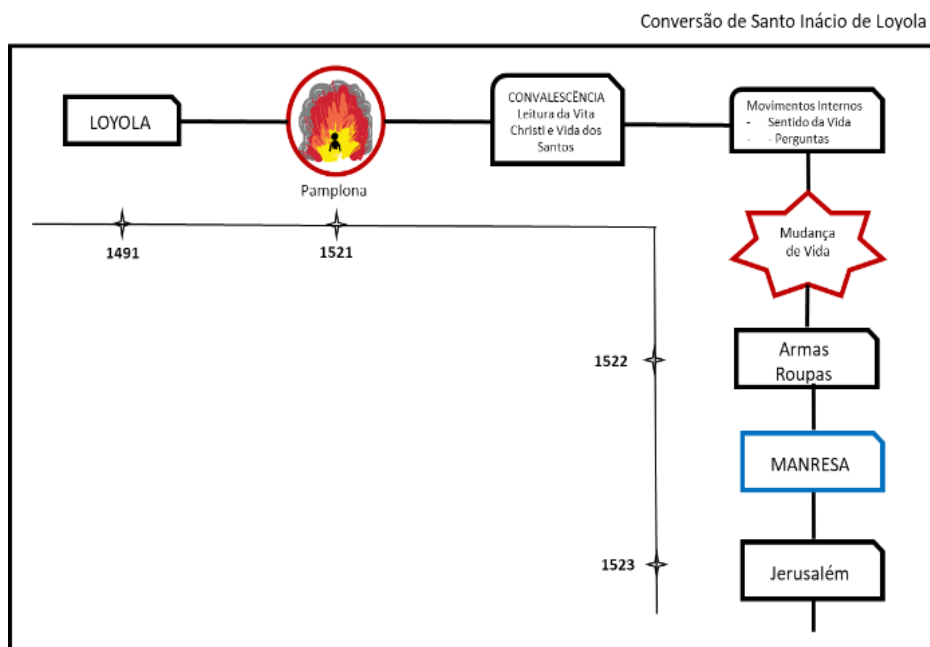 Conversão de Santo Inácio de Loyola
LOYOLA
Pamplona
CONVALESCÊNCIA
Leitura da Vita
Christi e Vida dos
Santos
Movimentos Internos
- Sentido da Vida
- - Perguntas
1491
1521
Mudança
de Vida
1522
Armas
Roupas
MANRESA
1523
Jerusalém